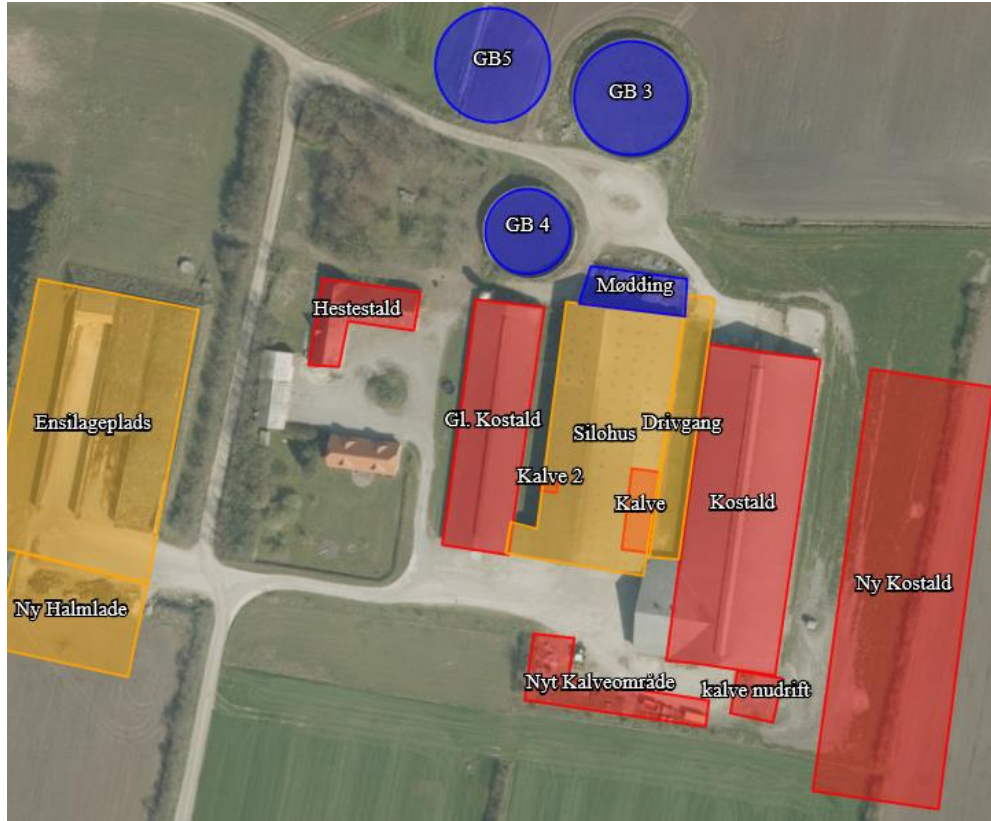 GB5
GB 3
GB 4
Mødding
Hestestald
Ensilageplads
Gl. Kostald
Silohus
Drivgang
Kalve 2
Kalve
Kostald
Ny Kostald
Ny Halmlade
Nyt Kalveområde
kalve nudrift